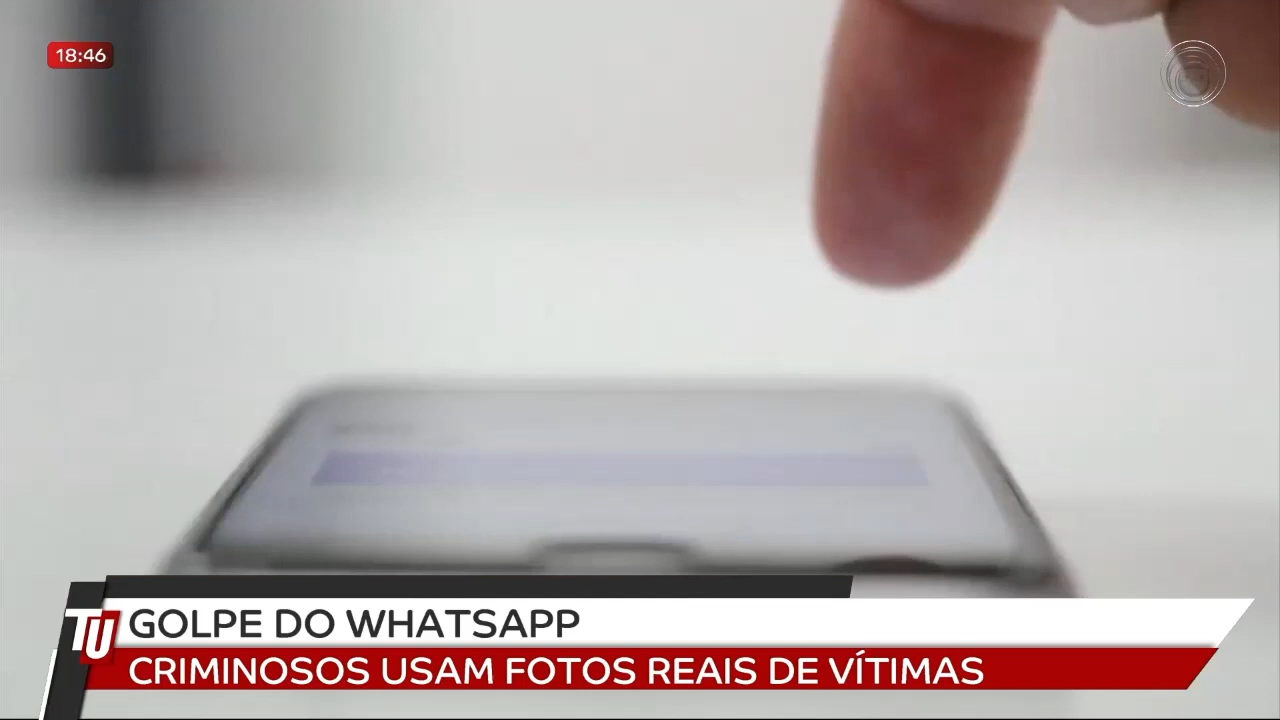 18:46
TU
GOLPE DO WHATSAPP
CRIMINOSOS USAM FOTOS REAIS DE VÍTIMAS